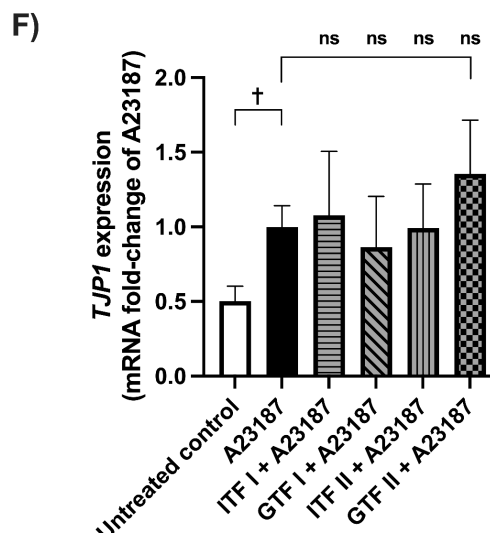 F)
ns ns ns ns
†
TJP1 expression
(mRNA fold-change of A23187)
2.0
1.5
1.0
0.5
0.0
Untreated control
A23187
ITF I + A23187
GTF I + A23187
ITF II + A23187
GTF II + A23187